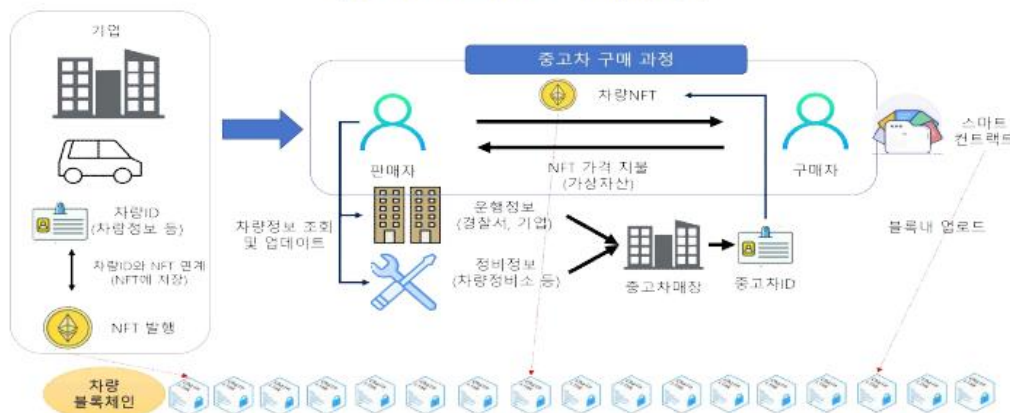 기업
차량ID
(차량정보 등)
차량ID와 NFT 연계
(NFT에 저장)
NFT 발행
중고차 구매 과정
차량NFT
판매자
NFT 가격 지불
(가상자산)
구매자
스마트
컨트랙트
차량정보 조회
및 업데이트
운행정보
(경찰서, 기업)
정비정보
(차량정비소 등)
중고차매장
중고차ID
블록내 업로드
차량
블록체인